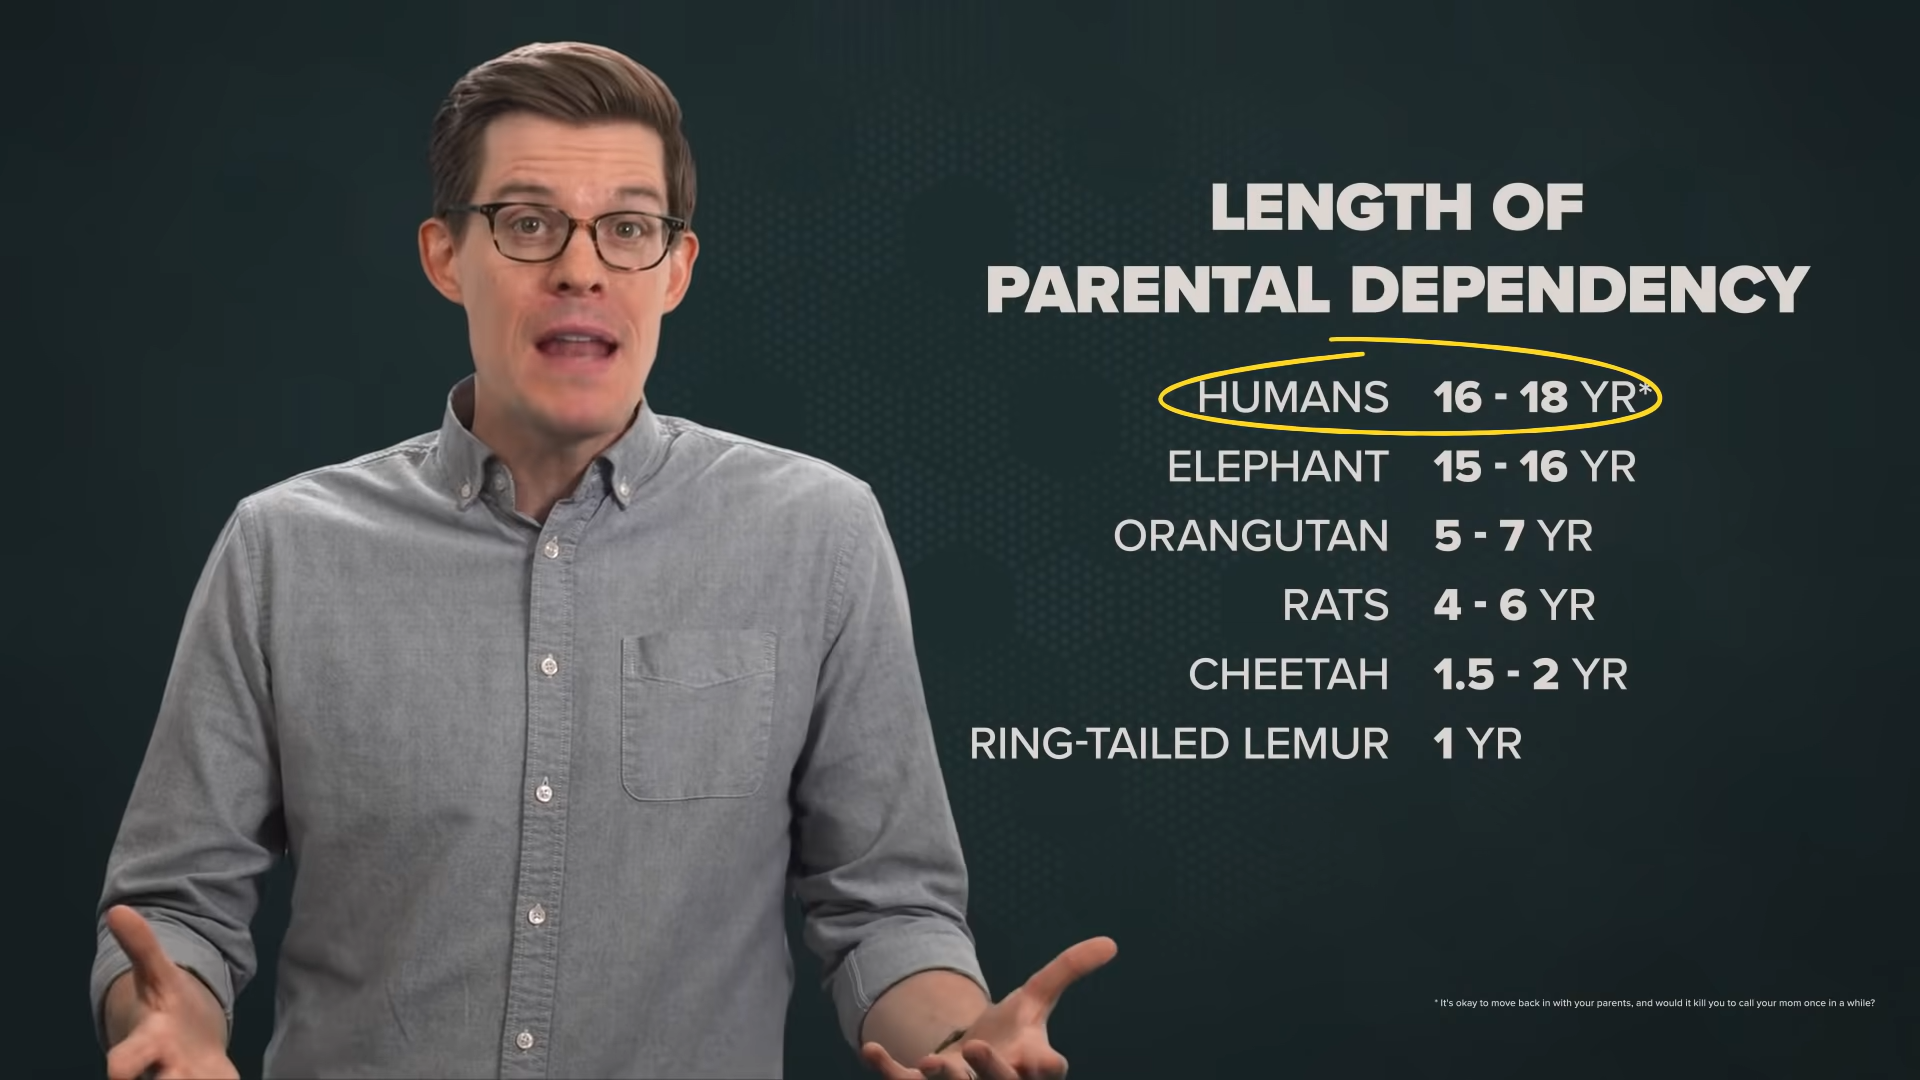 LENGTH OF
PARENTAL DEPENDENCY
HUMANS 16 - 18 YR*
ELEPHANT 15 - 16 YR
ORANGUTAN 5 - 7 YR
RATS 4 - 6 YR
CHEETAH 1.5 - 2 YR
RING-TAILED LEMUR 1 YR
* It's okay to move back in with your parents, and would it kill you to call your mom once in a while?